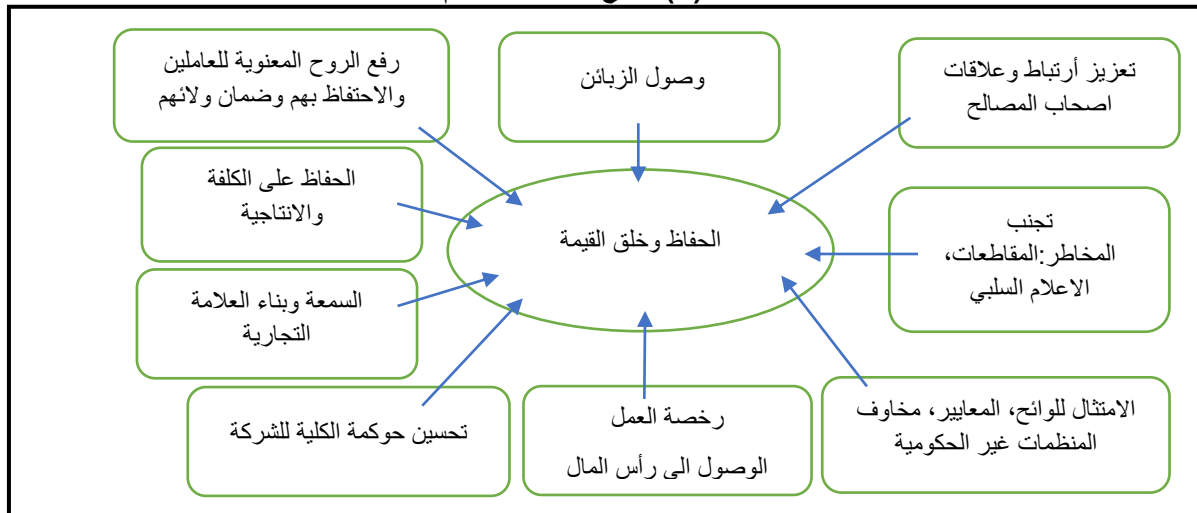 تعزيز أرتباط وعلاقات
اصحاب المصالح
وصول الزبائن
رفع الروح المعنوية للعاملين
والاحتفاظ بهم وضمان ولائهم
الحفاظ على الكلفة
والانتاجية
الحفاظ وخلق القيمة
تجنب
المخاطر:المقاطعات،
الاعلام السلبي
السمعة وبناء العلامة
التجارية
الامتثال للوائح، المعايير، مخاوف
المنظمات غير الحكومية
رخصة العمل
الوصول الى رأس المال
تحسين حوكمة الكلية للشركة